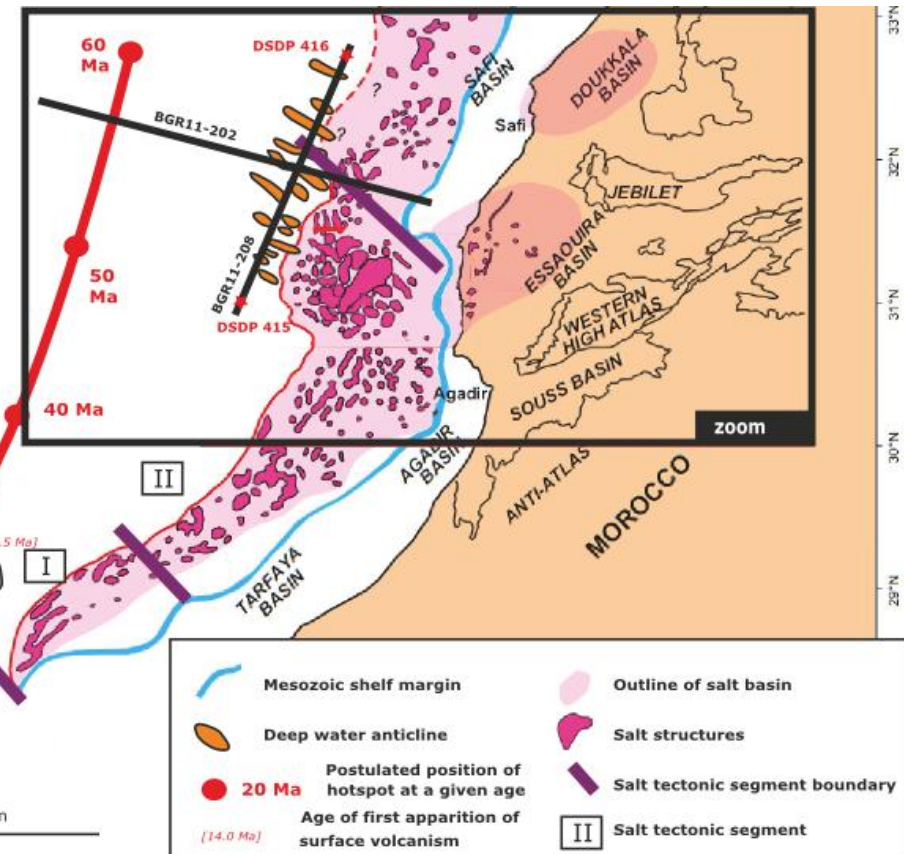 60
Ma
DSDP 416
33°N
SAFI
BASIN
DOUKKALA
BASIN
?
BGR11-202
Safi
?
32°N
JEBILET
ESSAOUIRA
BASIN
50
Ma
BGR11-208
31°N
DSDP 415
WESTERN
HIGH ATLAS
40 Ma
Agadir
SOUSS BASIN
zoom
AGADIR
BASIN
30°N
II
ANTI-ATLAS
MOROCCO
.5 Ma]
I
TARFAYA
BASIN
29°N
Mesozoic shelf margin
Outline of salt basin
Deep water anticline
Salt structures
20 Ma
Postulated position of
hotspot at a given age
Salt tectonic segment boundary
[14.0 Ma]
Age of first apparition of
surface volcanism
II
Salt tectonic segment